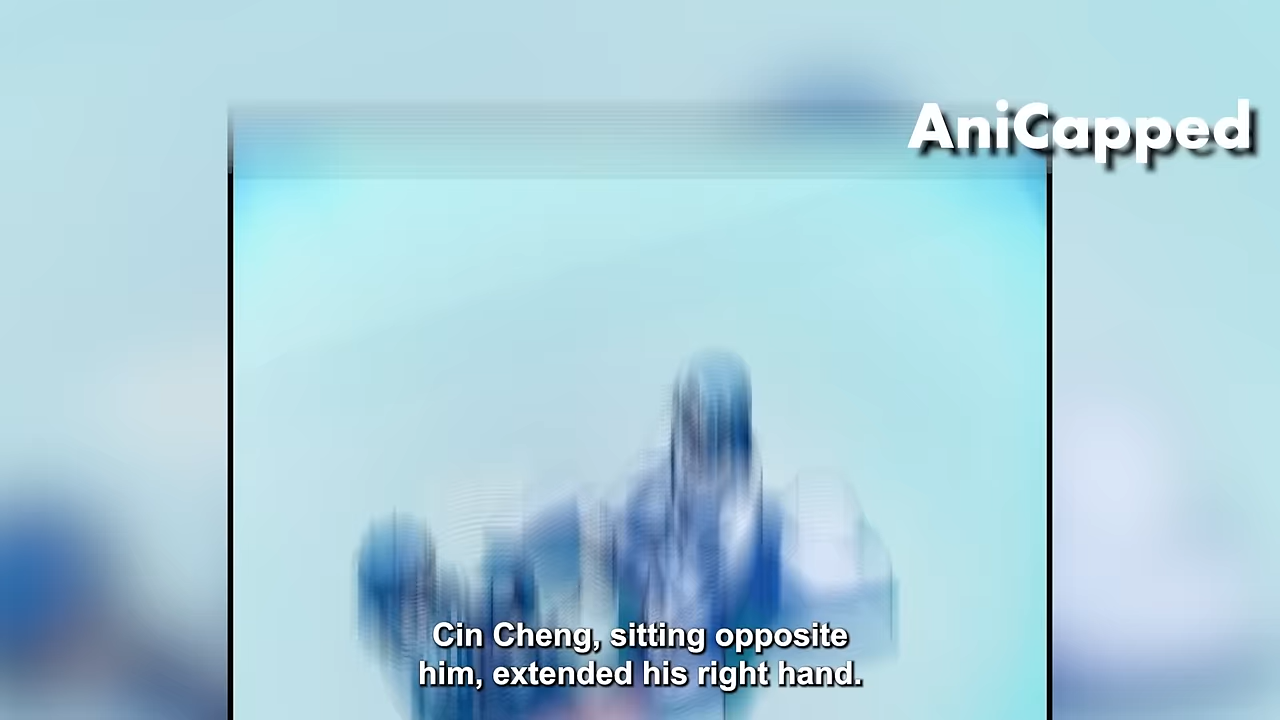 AniCapped
Cin Cheng, sitting opposite
him, extended his right hand.